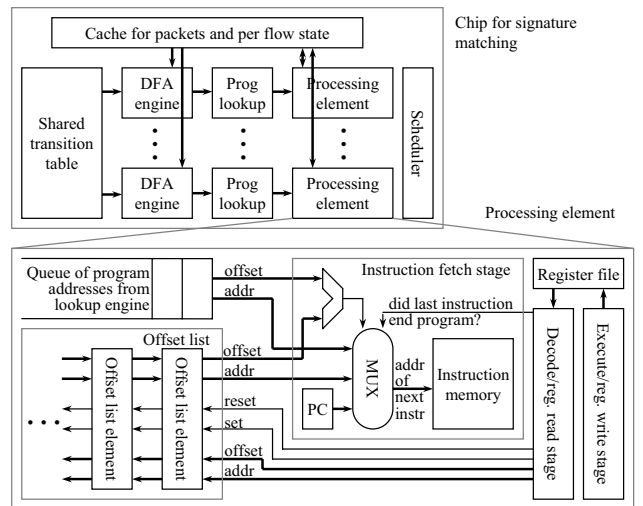 Cache for packets and per flow state
Chip for signature
matching
Shared
transition
table
DFA
engine
Prog
lookup
Processing
element
Scheduler
DFA
engine
Prog
lookup
Processing
element
Processing element
Queue of program
addresses from
lookup engine
offset
addr
Instruction fetch stage
Register file
did last instruction
end program?
Offset list
Offset list element
Offset list element
offset
addr
reset
set
offset
addr
PC
MUX
addr
of
next
instr
Instruction
memory
Decode/reg. read stage
Execute/reg. write stage